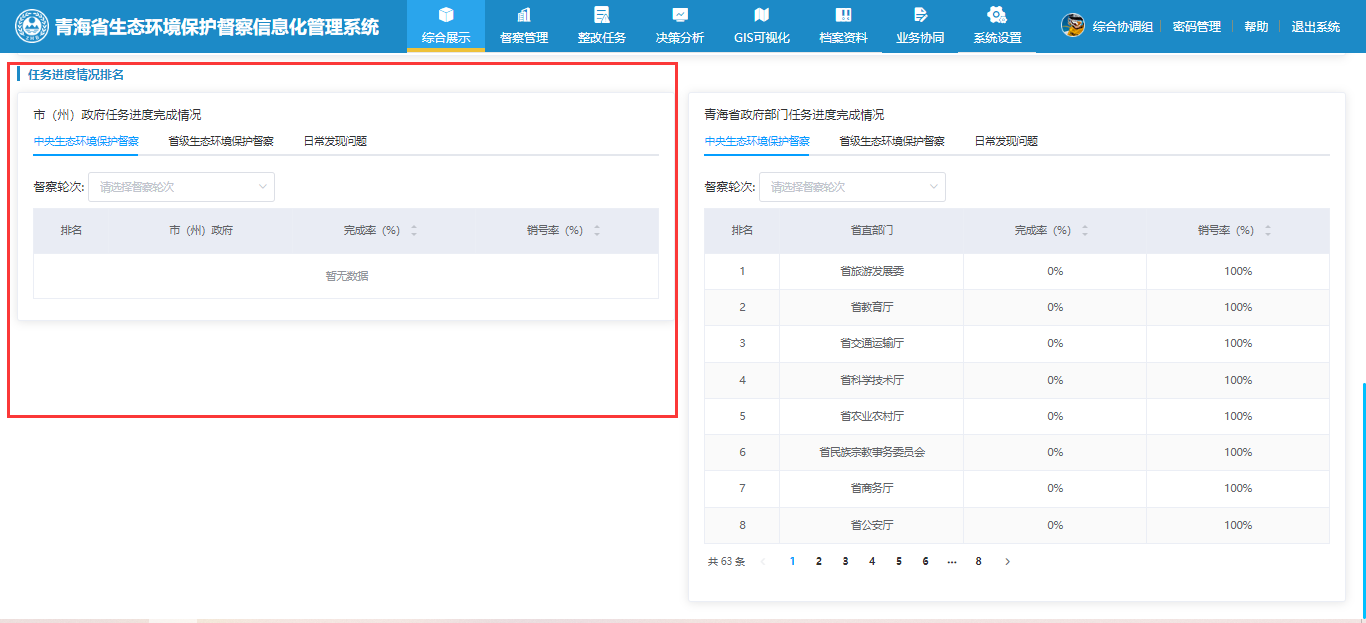 青海省生态环境保护督察信息化管理系统
综合展示 督察管理 整改任务 决策分析 GIS可视化 档案资料 业务协同 系统设置
综合协调组 密码管理 帮助 退出系统
任务进度情况排名
市（州）政府任务进度完成情况
中央生态环境保护督察 省级生态环境保护督察 日常发现问题
督察轮次: 请选择督察轮次
排名 市（州）政府 完成率（%） 销号率（%）
暂无数据
青海省政府部门任务进度完成情况
中央生态环境保护督察 省级生态环境保护督察 日常发现问题
督察轮次: 请选择督察轮次
排名 省直部门 完成率（%） 销号率（%）
1 省旅游发展委 0% 100%
2 省教育厅 0% 100%
3 省交通运输厅 0% 100%
4 省科学技术厅 0% 100%
5 省农业农村厅 0% 100%
6 省民族宗教事务委员会 0% 100%
7 省商务厅 0% 100%
8 省公安厅 0% 100%
共 63 条 1 2 3 4 5 6 ... 8